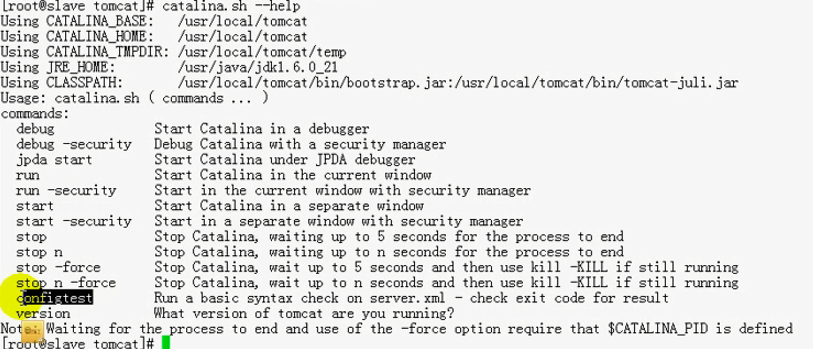 [root@slave tomcat]# catalina.sh --help
Using CATALINA_BASE:   /usr/local/tomcat
Using CATALINA_HOME:   /usr/local/tomcat
Using CATALINA_TMPDIR: /usr/local/tomcat/temp
Using JRE_HOME:        /usr/java/jdk1.6.0_21
Using CLASSPATH:       /usr/local/tomcat/bin/bootstrap.jar:/usr/local/tomcat/bin/tomcat-juli.jar
Usage: catalina.sh ( commands ... )
commands:
  debug             Start Catalina in a debugger
  debug -security   Debug Catalina with a security manager
  jpda start        Start Catalina under JPDA debugger
  run               Start Catalina in the current window
  run -security     Start in the current window with security manager
  start             Start Catalina in a separate window
  start -security   Start in a separate window with security manager
  stop              Stop Catalina, waiting up to 5 seconds for the process to end
  stop n            Stop Catalina, waiting up to n seconds for the process to end
  stop -force       Stop Catalina, wait up to 5 seconds and then use kill -KILL if still running
  stop n -force     Stop Catalina, wait up to n seconds and then use kill -KILL if still running
  configtest        Run a basic syntax check on server.xml - check exit code for result
  version           What version of tomcat are you running?
Note: Waiting for the process to end and use of the -force option require that $CATALINA_PID is defined
[root@slave tomcat]#